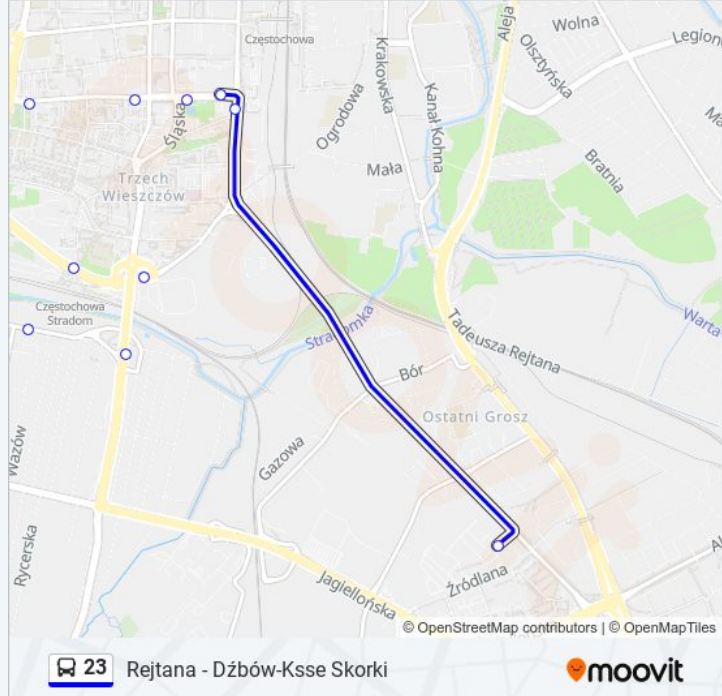 Częstochowa
Wolna
Aleja
Legion
Olsztyńska
Krakowska
Kanał Kohna
Ogrodowa
Śląska
Mała
Bratnia
Trzech
Wieszczów
Częstochowa
Stradom
Stradomka
Warta
Tadeusza Rejtana
Bór
Ostatni Grosz
Gazowa
Wazów
Rycerska
Źródlana
Jagiellońska
© OpenStreetMap contributors | © OpenMapTiles
23 Rejtana - Dźbów-Ksse Skorki
moovit